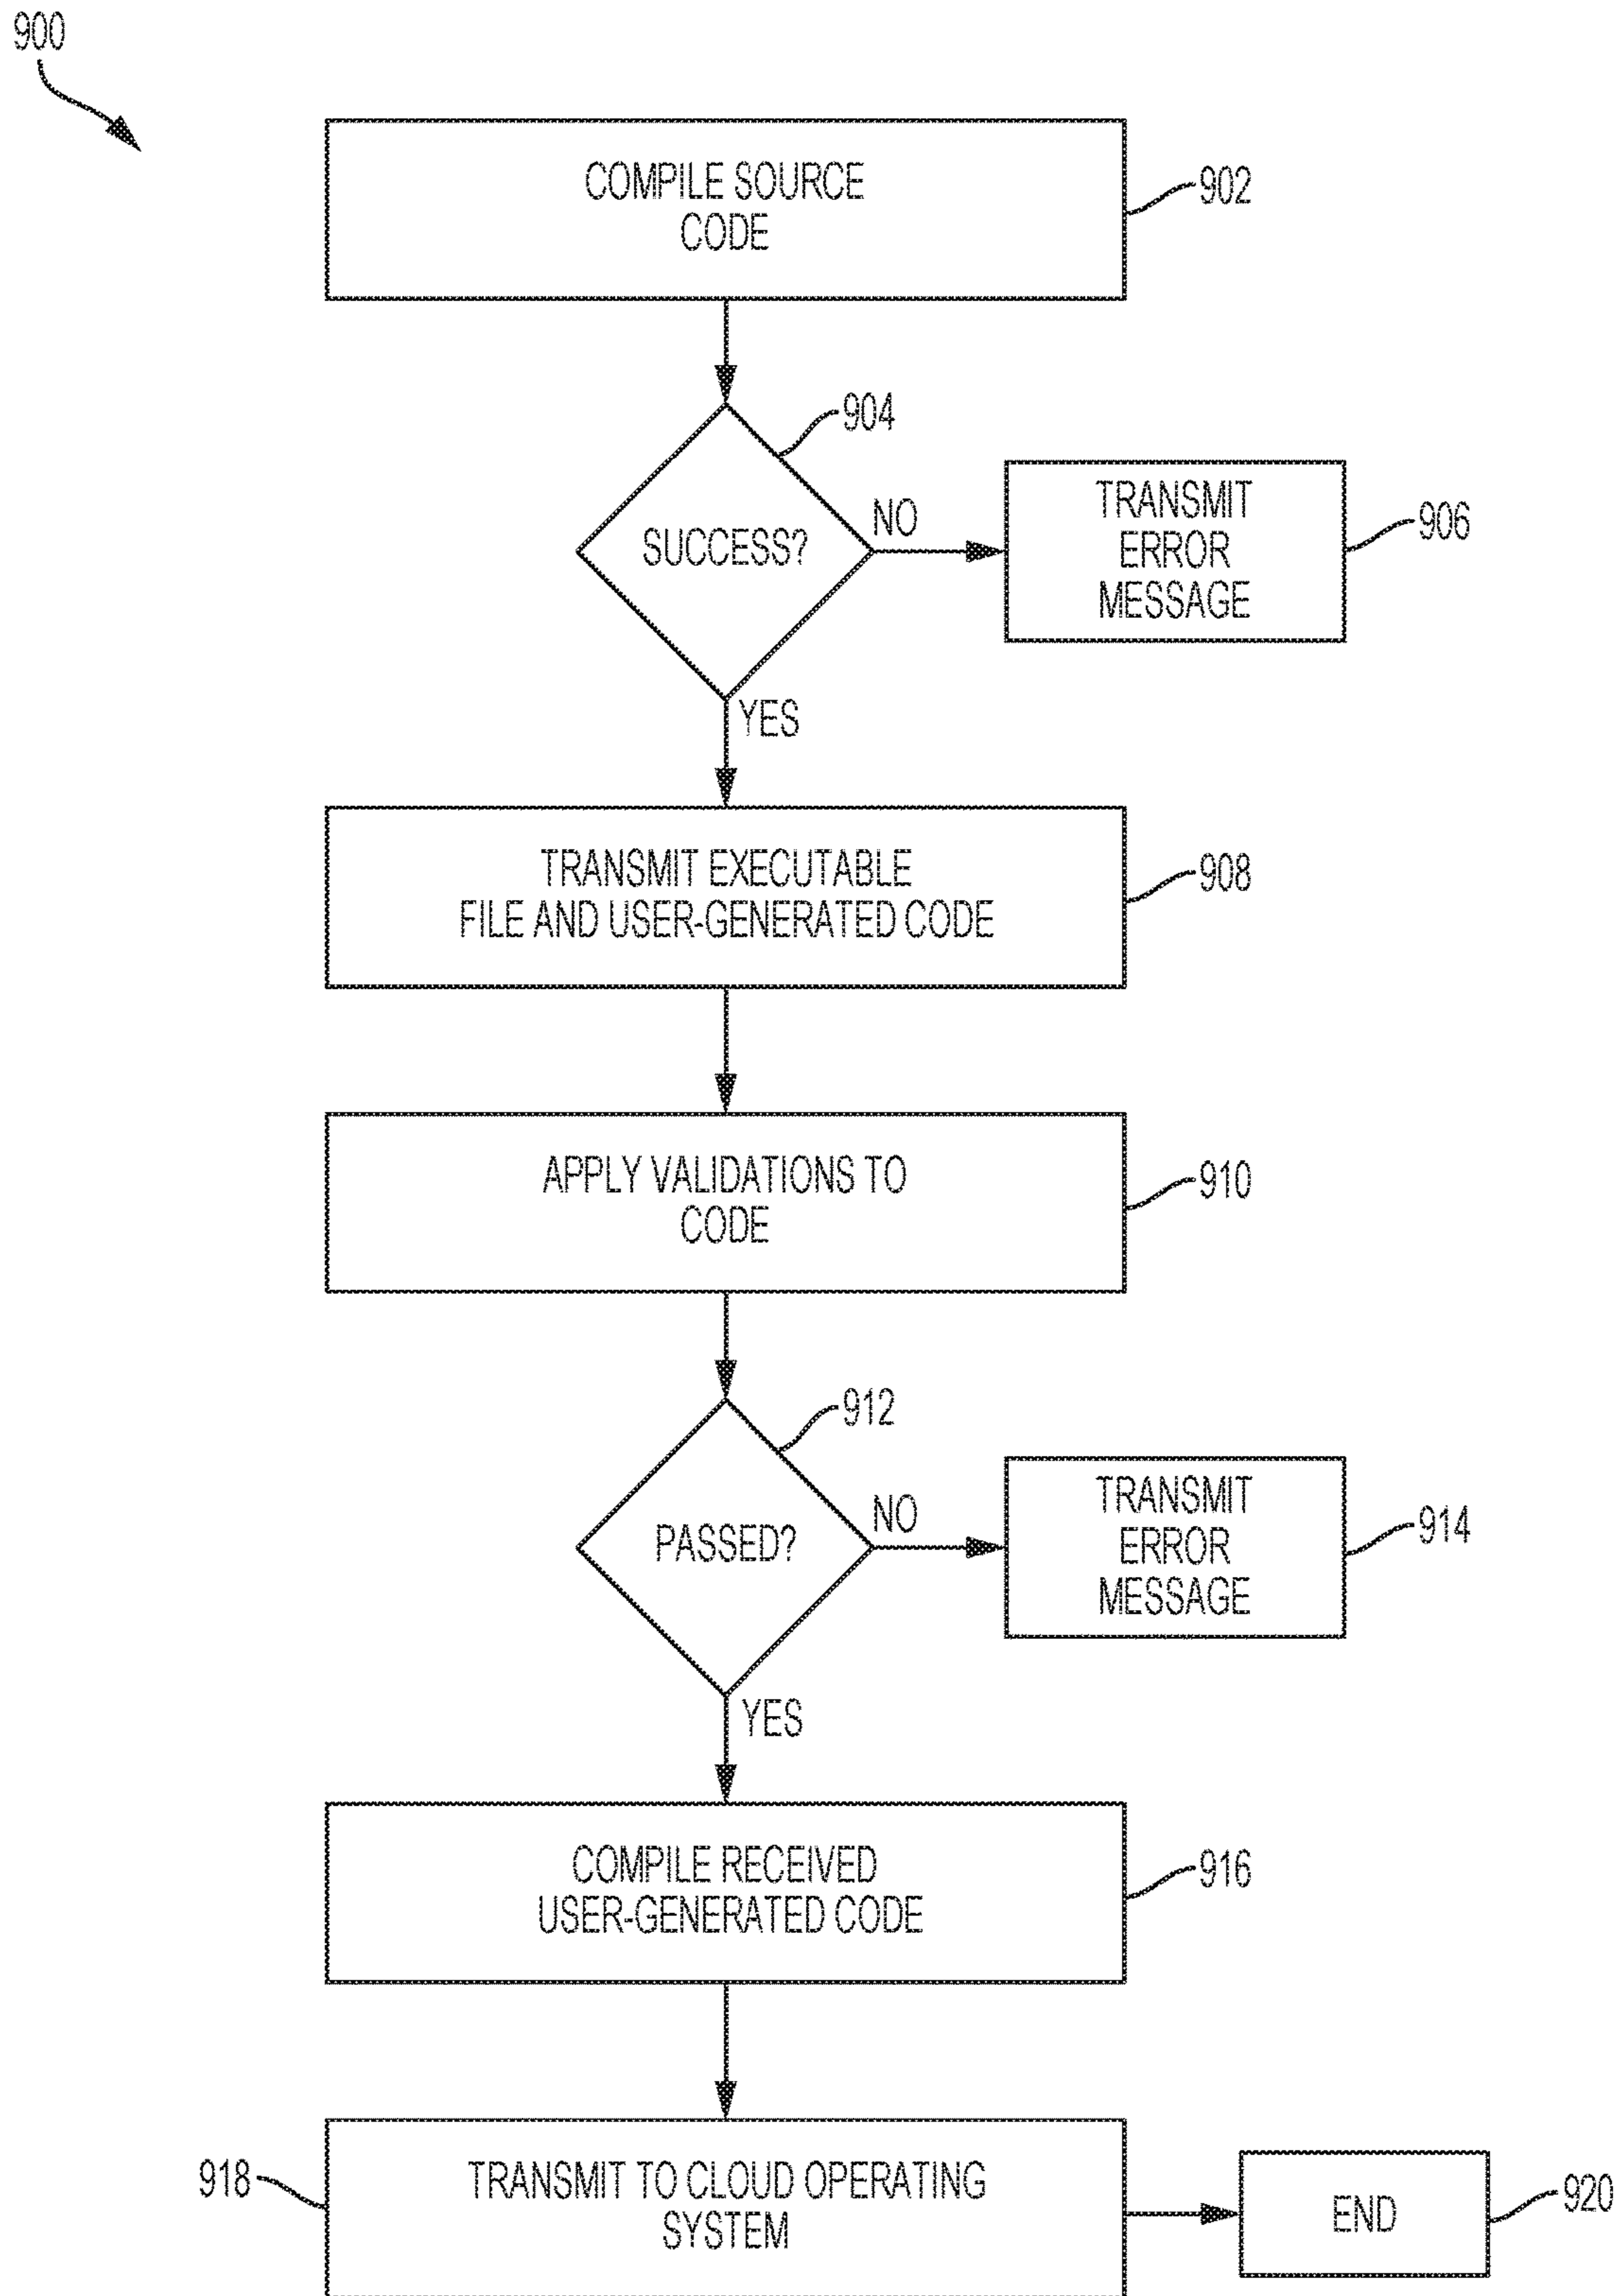 900
COMPILE SOURCE
CODE
902
904
SUCCESS?
NO
TRANSMIT
ERROR
MESSAGE
906
YES
TRANSMIT EXECUTABLE
FILE AND USER-GENERATED CODE
908
APPLY VALIDATIONS TO
CODE
910
912
PASSED?
NO
TRANSMIT
ERROR
MESSAGE
914
YES
COMPILE RECEIVED
USER-GENERATED CODE
916
918
TRANSMIT TO CLOUD OPERATING
SYSTEM
END
920